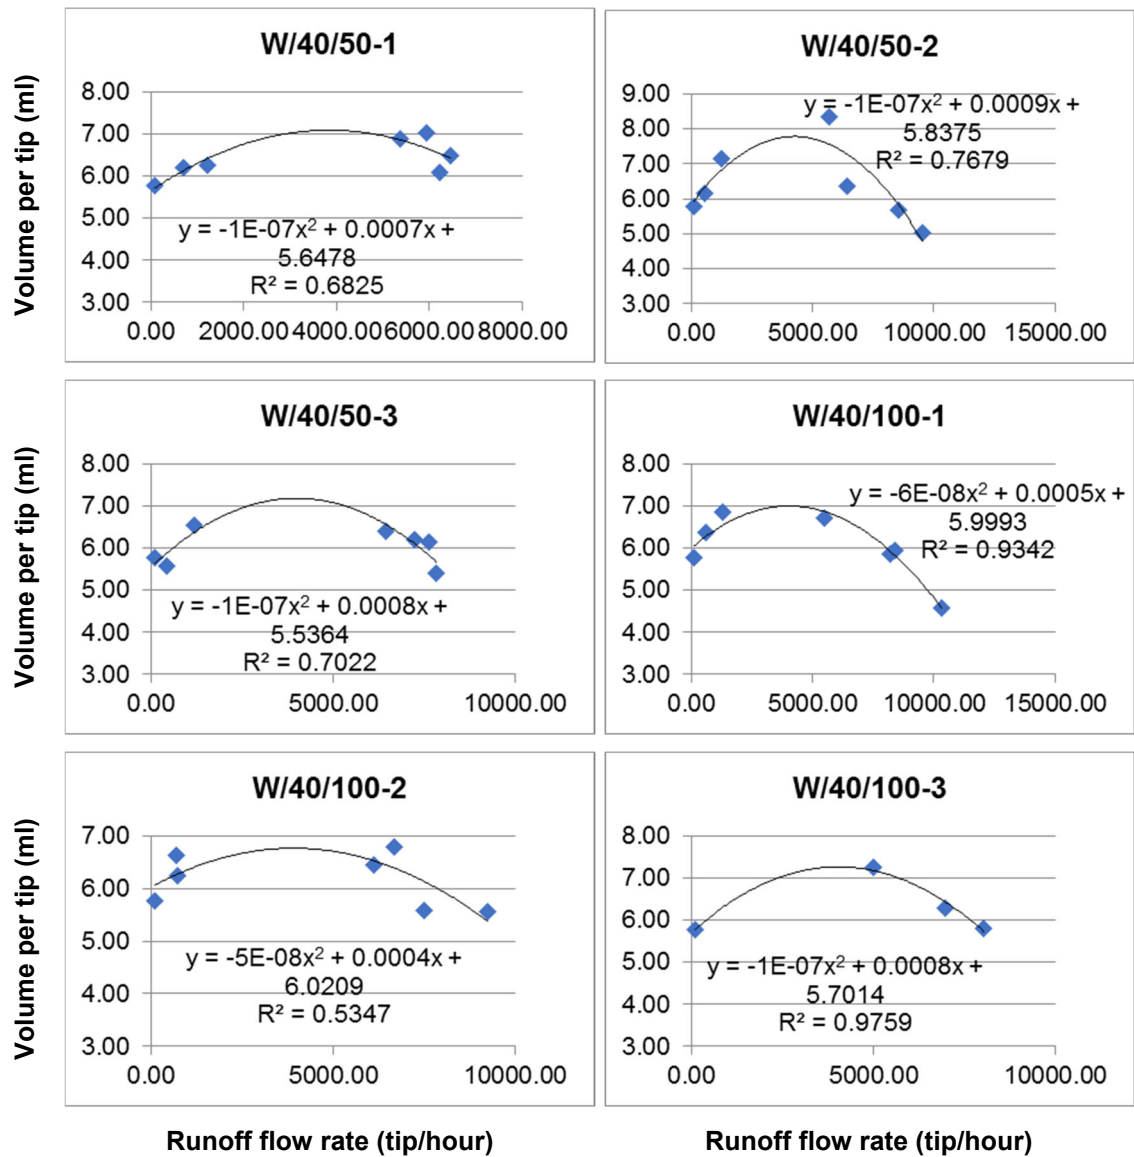 W/40/50-1
Volume per tip (ml)
8.00
7.00
6.00
5.00
4.00
3.00
y = -1E-07x² + 0.0007x +
5.6478
R² = 0.6825
0.00 2000.00 4000.00 6000.00 8000.00
W/40/50-2
9.00
8.00
7.00
6.00
5.00
4.00
3.00
y = -1E-07x² + 0.0009x +
5.8375
R² = 0.7679
0.00 5000.00 10000.00 15000.00
W/40/50-3
Volume per tip (ml)
8.00
7.00
6.00
5.00
4.00
3.00
y = -1E-07x² + 0.0008x +
5.5364
R² = 0.7022
0.00 5000.00 10000.00
W/40/100-1
8.00
7.00
6.00
5.00
4.00
3.00
y = -6E-08x² + 0.0005x +
5.9993
R² = 0.9342
0.00 5000.00 10000.00 15000.00
W/40/100-2
Volume per tip (ml)
7.00
6.00
5.00
4.00
3.00
y = -5E-08x² + 0.0004x +
6.0209
R² = 0.5347
0.00 5000.00 10000.00
Runoff flow rate (tip/hour)
W/40/100-3
8.00
7.00
6.00
5.00
4.00
3.00
y = -1E-07x² + 0.0008x +
5.7014
R² = 0.9759
0.00 5000.00 10000.00
Runoff flow rate (tip/hour)